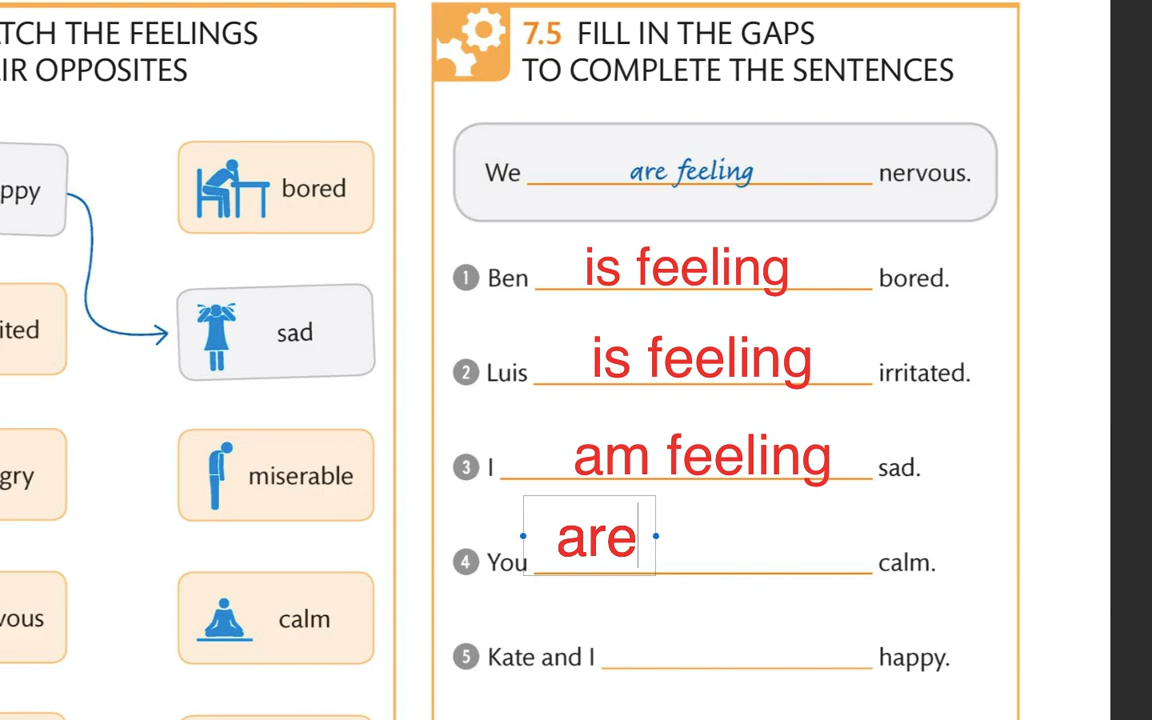 TCH THE FEELINGS
IR OPPOSITES
ppy
ited
gry
vous
bored
sad
miserable
calm
7.5 FILL IN THE GAPS
TO COMPLETE THE SENTENCES
We are feeling nervous.
1 Ben is feeling bored.
2 Luis is feeling irritated.
3 I am feeling sad.
4 You are calm.
5 Kate and I happy.